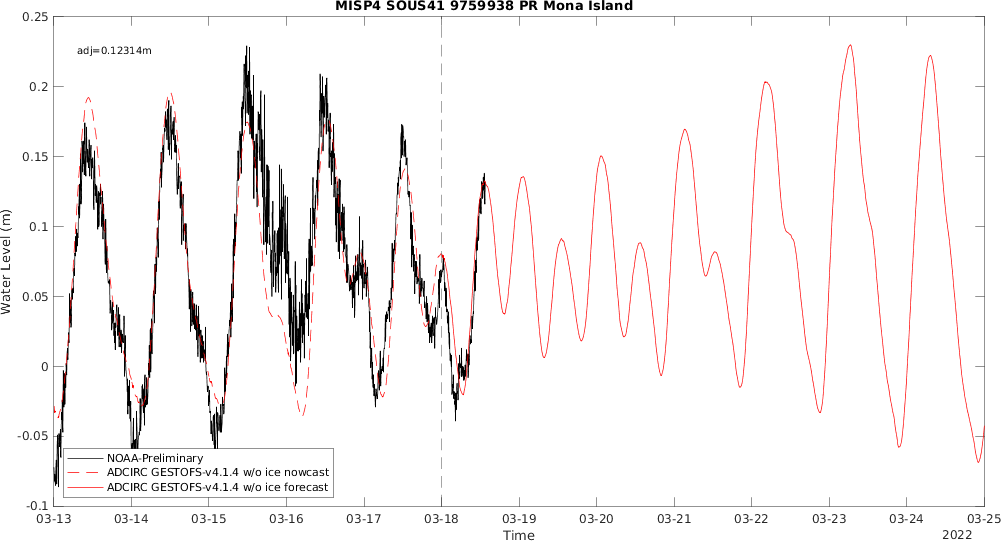 MISP4 SOUS41 9759938 PR Mona Island
adj=0.12314m
0.25
0.2
0.15
0.1
0.05
0
-0.05
-0.1
Water Level (m)
NOAA-Preliminary
ADCIRC GESTOFS-v4.1.4 w/o ice nowcast
ADCIRC GESTOFS-v4.1.4 w/o ice forecast
03-13 03-14 03-15 03-16 03-17 03-18 03-19 03-20 03-21 03-22 03-23 03-24 03-25
Time
2022